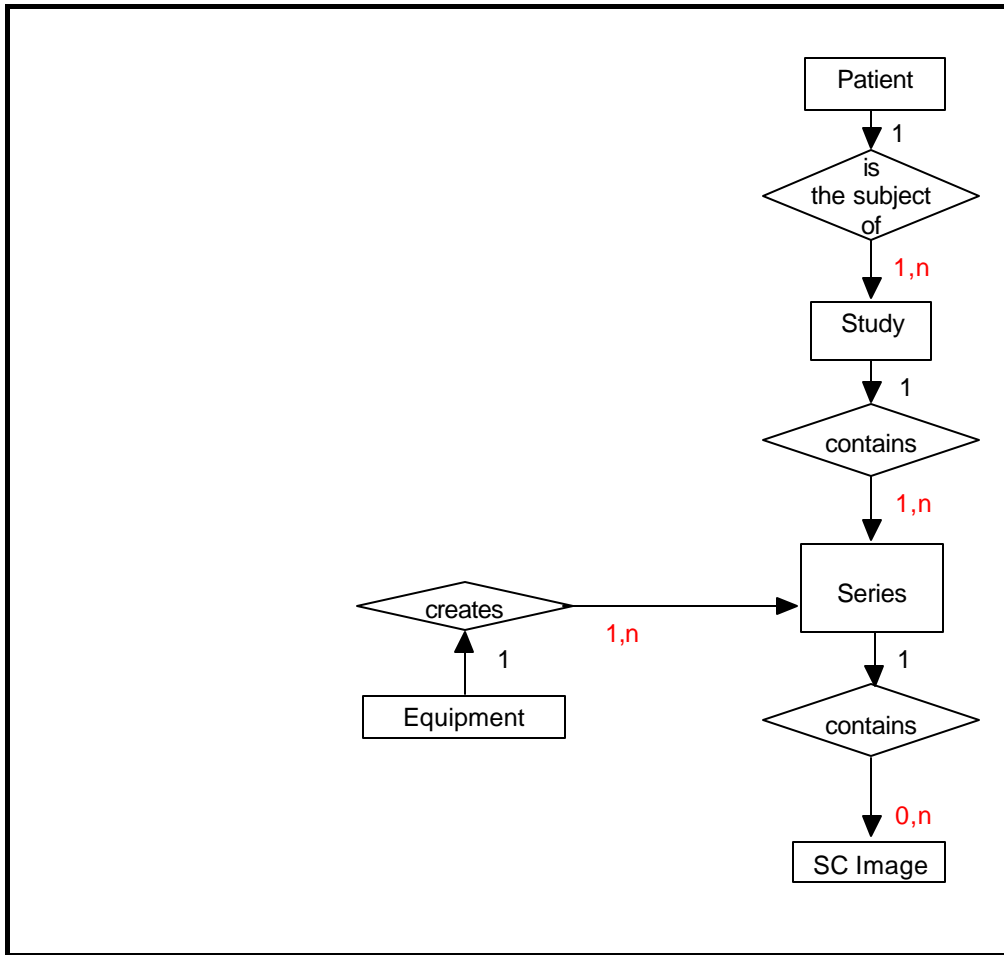 Patient
1
is
the subject
of
1,n
Study
1
contains
1,n
Series
creates
1,n
1
1
Equipment
contains
0,n
SC Image